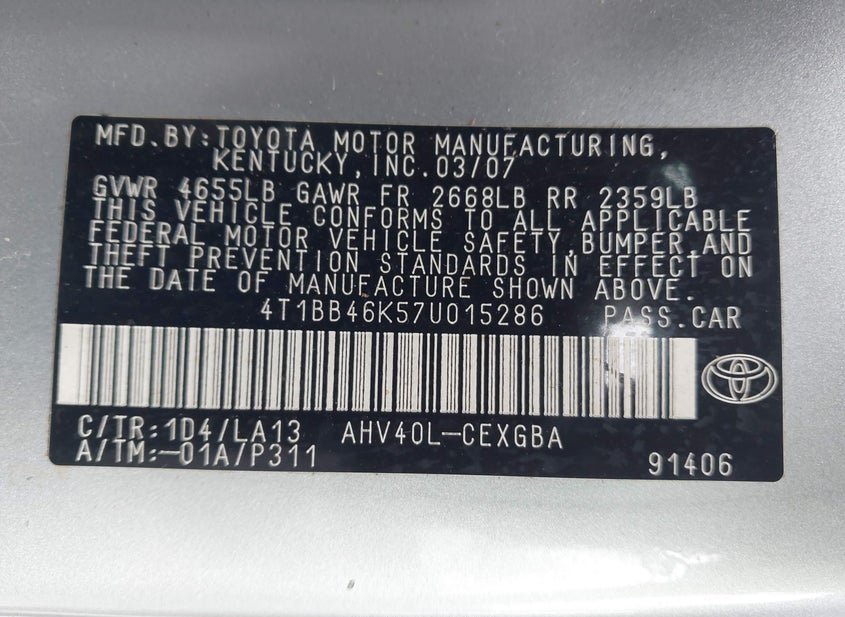 MFD.BY:TOYOTA MOTOR MANUFACTURING,
KENTUCKY,INC.03/07
GVWR 4655LB GAWR FR 2668LB RR 2359LB
THIS VEHICLE CONFORMS TO ALL APPLICABLE
FEDERAL MOTOR VEHICLE SAFETY,BUMPER,AND
THEFT PREVENTION STANDARDS IN EFFECT ON
THE DATE OF MANUFACTURE SHOWN ABOVE.
4T1BB46K57U015286 PASS.CAR
C/TR:1D4/LA13 AHV40L-CEXGBA
A/TM:-01A/P311 91406